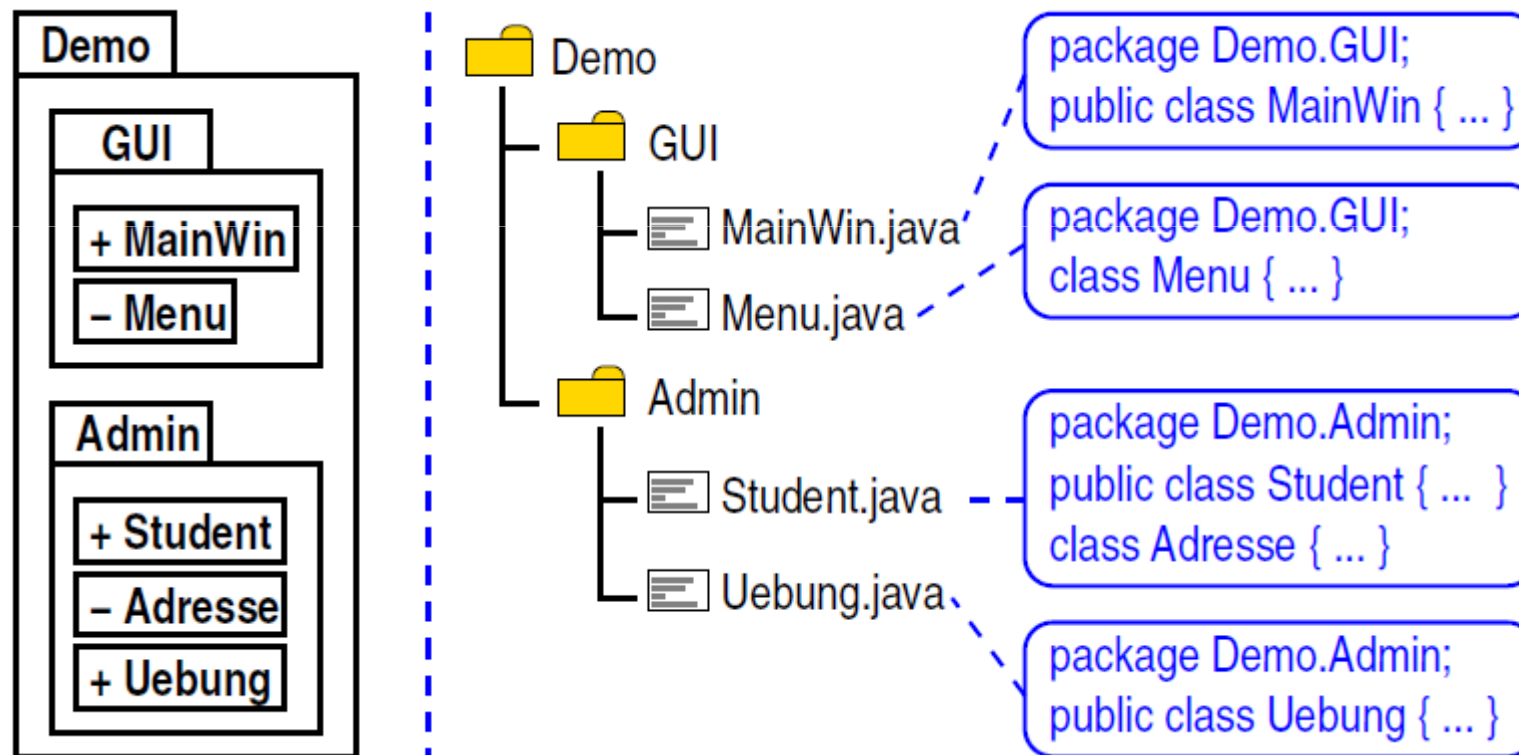 Demo
GUI
+ MainWin
– Menu
Admin
+ Student
– Adresse
+ Uebung
Demo
GUI
MainWin.java
Menu.java
Admin
Student.java
Uebung.java
package Demo.GUI;
public class MainWin { ... }
package Demo.GUI;
class Menu { ... }
package Demo.Admin;
public class Student { ... }
class Adresse { ... }
package Demo.Admin;
public class Uebung { ... }